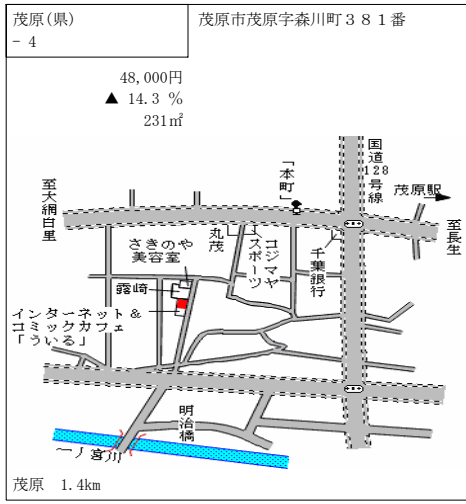 茂原(県)
- 4
茂原市茂原字森川町３８１番
48,000円
▲ 14.3 %
231㎡
国道128号線
「本町」
茂原駅
至大網白里
至長生
丸茂
コジマヤ
スポーツ
千葉銀行
さきのや
美容室
露崎
インターネット＆
コミックカフェ
「ういる」
明治橋
一ノ宮川
茂原 1.4km